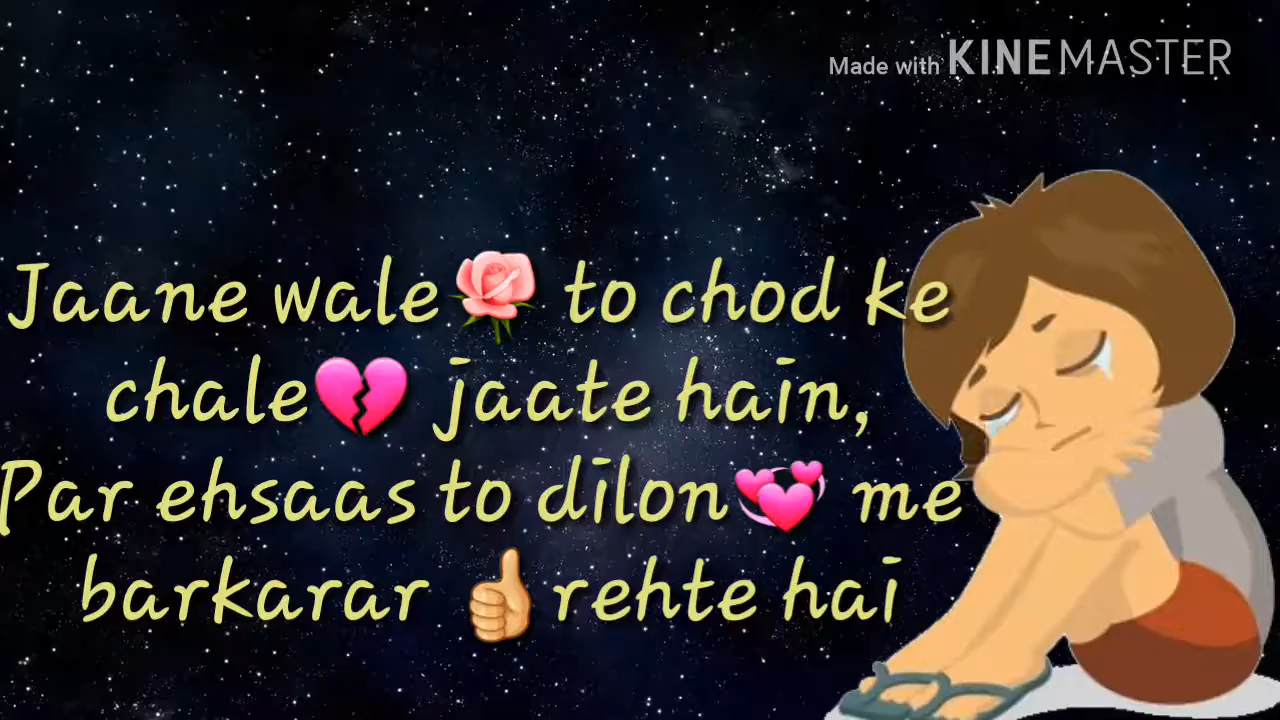 Made with KINEMASTER
Jaane wale🌹 to chod ke
chale💔 jaate hain,
Par ehsaas to dilon💞 me
barkarar 👍 rehte hai